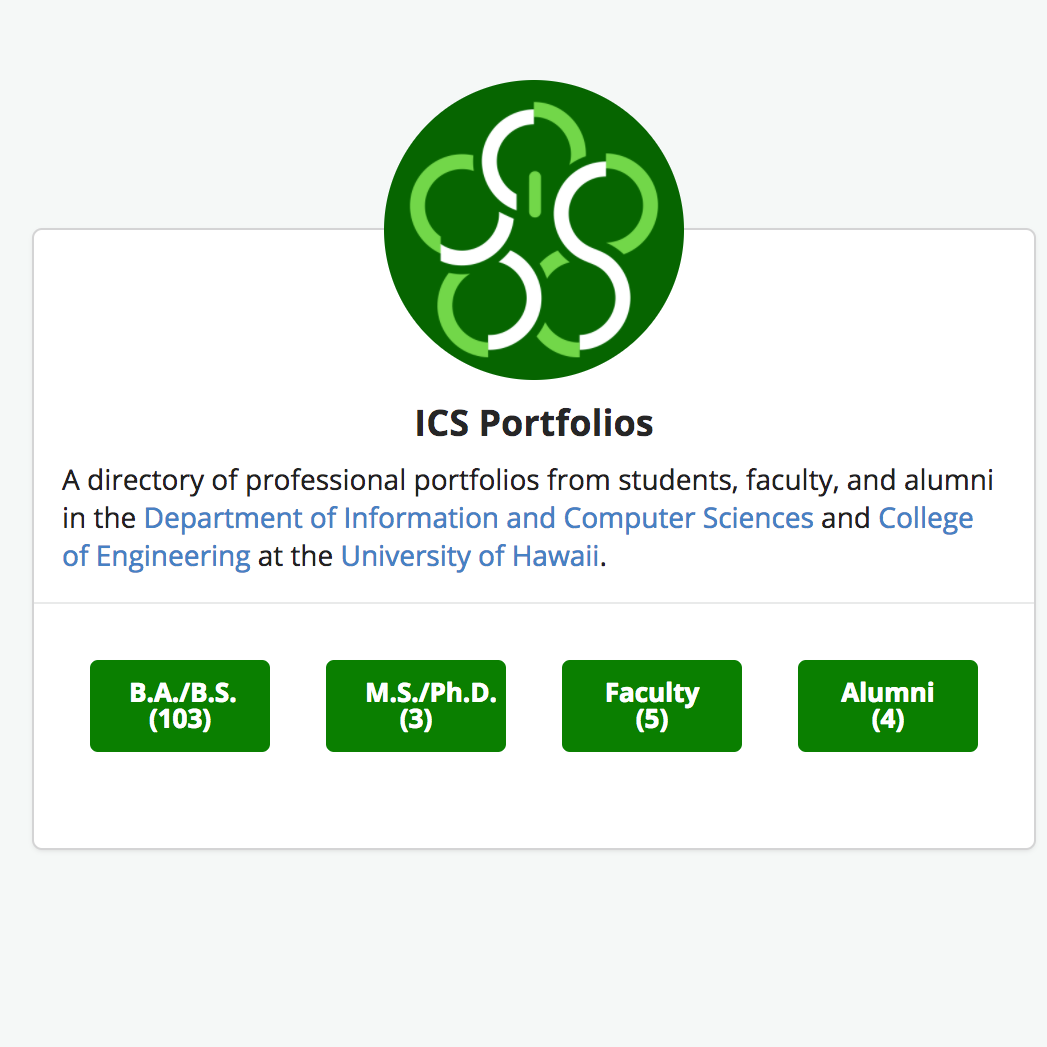 ICS Portfolios
A directory of professional portfolios from students, faculty, and alumni
in the Department of Information and Computer Sciences and College
of Engineering at the University of Hawaii.
B.A./B.S.
(103)
M.S./Ph.D.
(3)
Faculty
(5)
Alumni
(4)